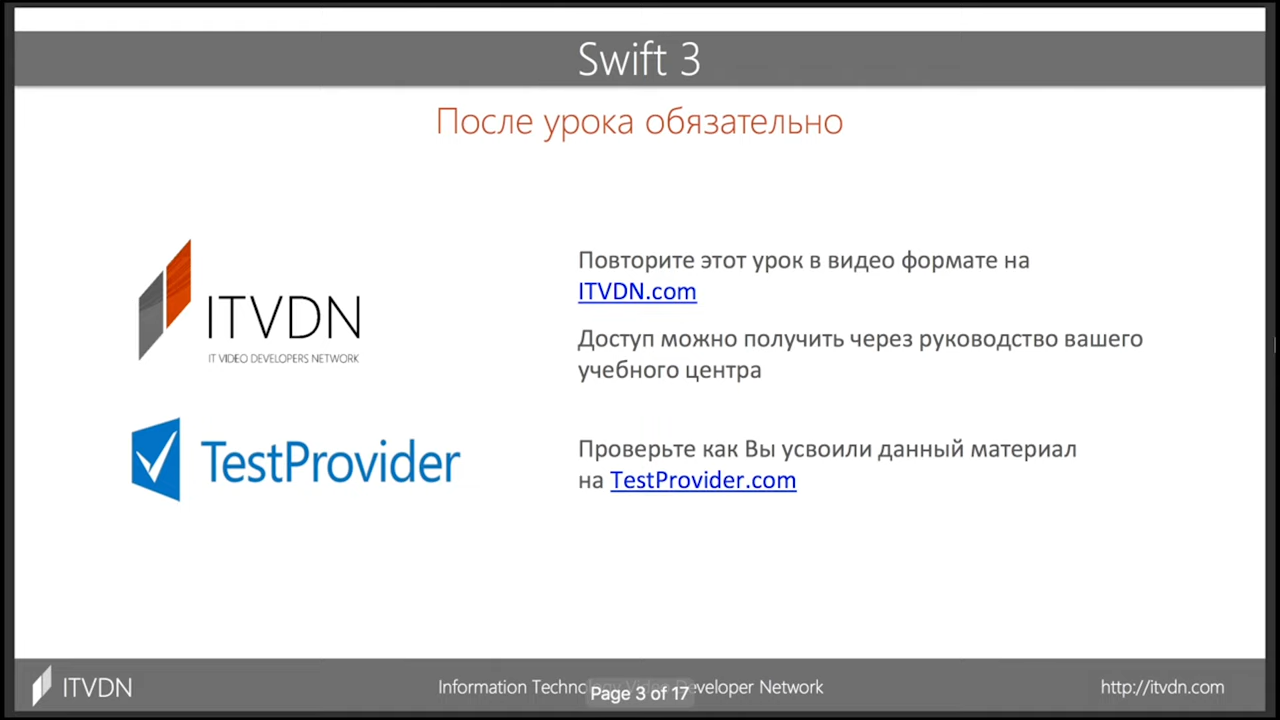 Swift 3
После урока обязательно
Повторите этот урок в видео формате на
ITVDN.com
ITVDN
IT VIDEO DEVELOPERS NETWORK
Доступ можно получить через руководство вашего
учебного центра
TestProvider
Проверьте как Вы усвоили данный материал
на TestProvider.com
ITVDN
Information Techno eveloper Network
Page 3 of 17
http://itvdn.com